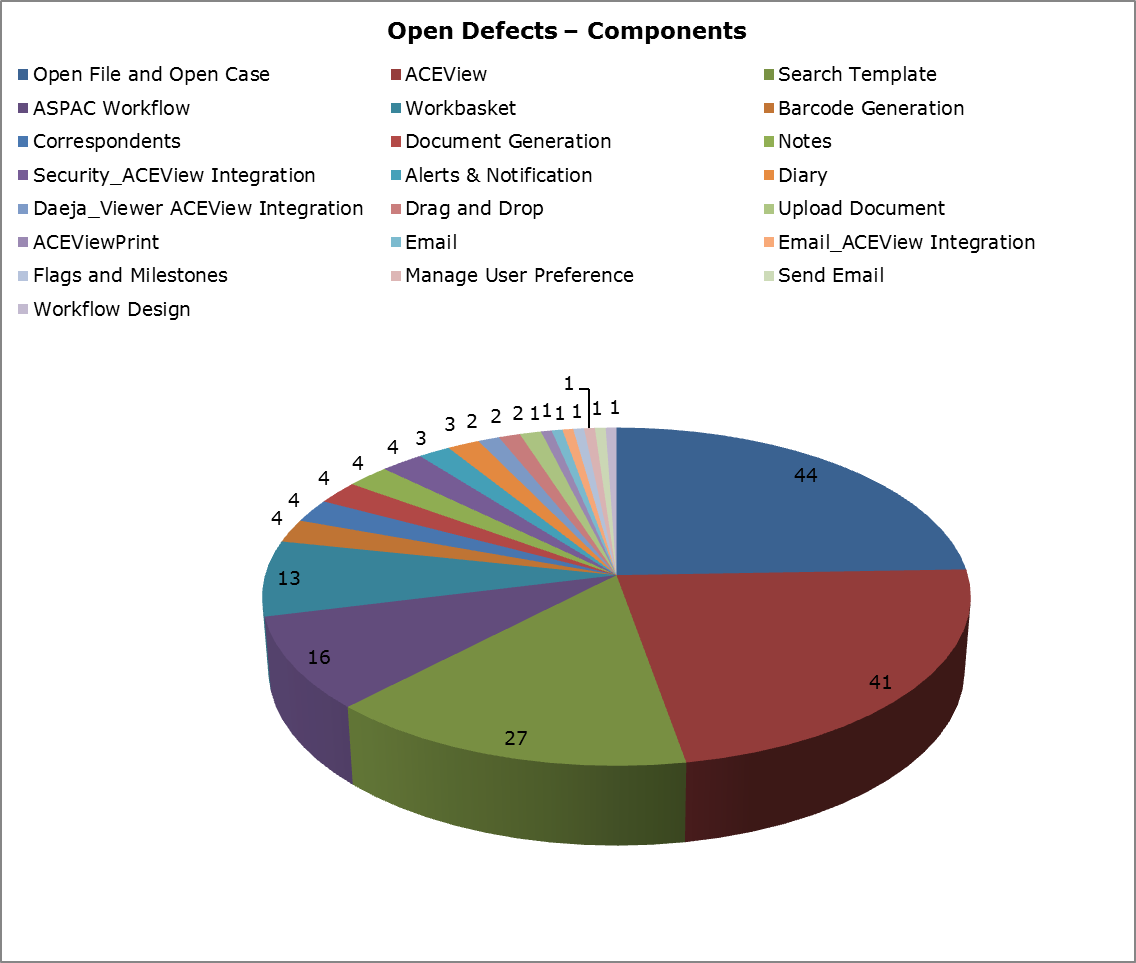 Open Defects – Components
Open File and Open Case ACEView Search Template
ASPAC Workflow Workbasket Barcode Generation
Correspondents Document Generation Notes
Security_ACEView Integration Alerts & Notification Diary
Daeja_Viewer ACEView Integration Drag and Drop Upload Document
ACEViewPrint Email Email_ACEView Integration
Flags and Milestones Manage User Preference Send Email
Workflow Design
1
4 4 4 4 4 3 3 2 2 2 1 1 1 1 1 1
44
13
16
41
27